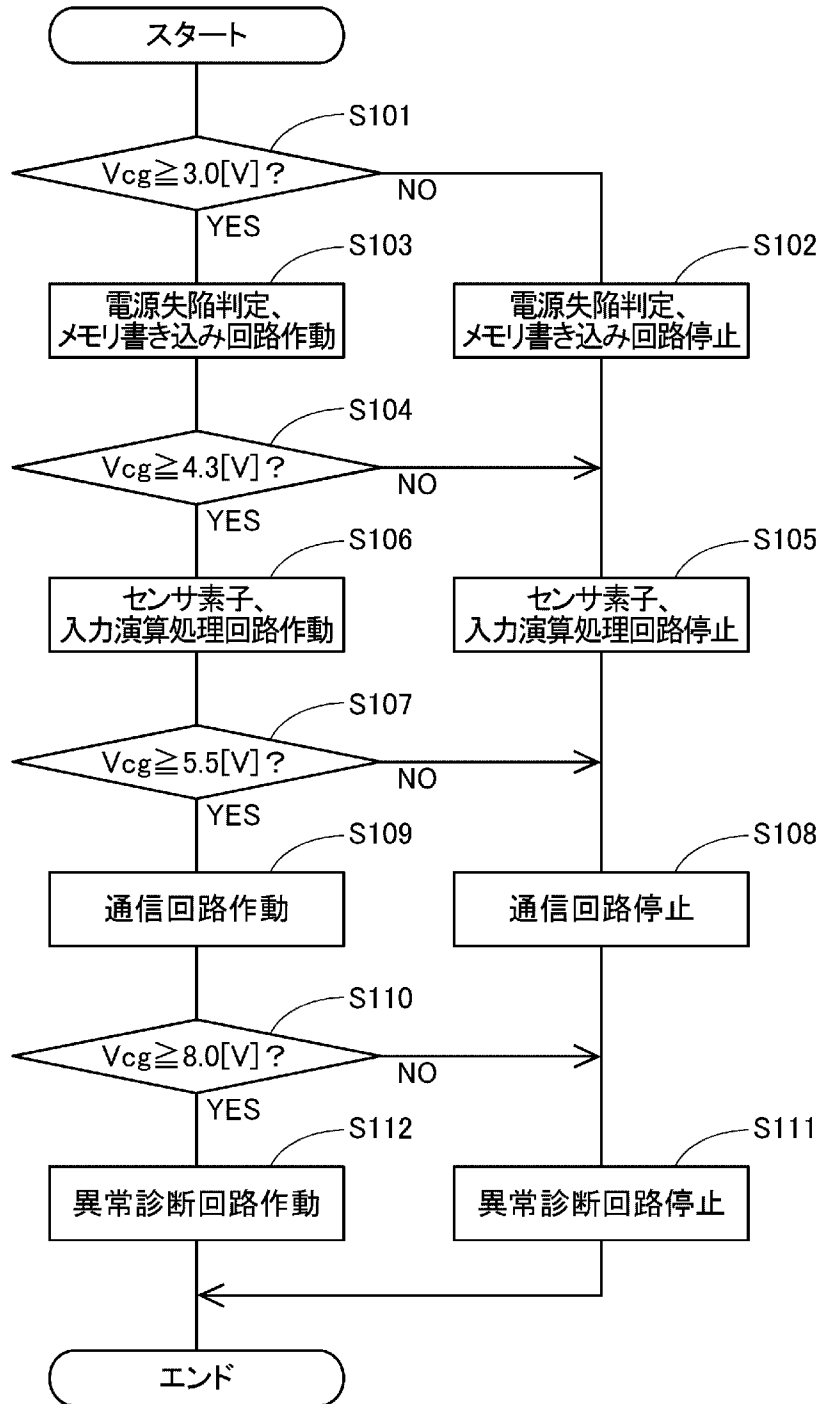 スタート
S101
Vcg≧3.0[V]?
NO
YES
S103
電源失陥判定、
メモリ書き込み回路作動
S102
電源失陥判定、
メモリ書き込み回路停止
S104
Vcg≧4.3[V]?
NO
YES
S106
センサ素子、
入力演算処理回路作動
S105
センサ素子、
入力演算処理回路停止
S107
Vcg≧5.5[V]?
NO
YES
S109
通信回路作動
S108
通信回路停止
S110
Vcg≧8.0[V]?
NO
YES
S112
異常診断回路作動
S111
異常診断回路停止
エンド